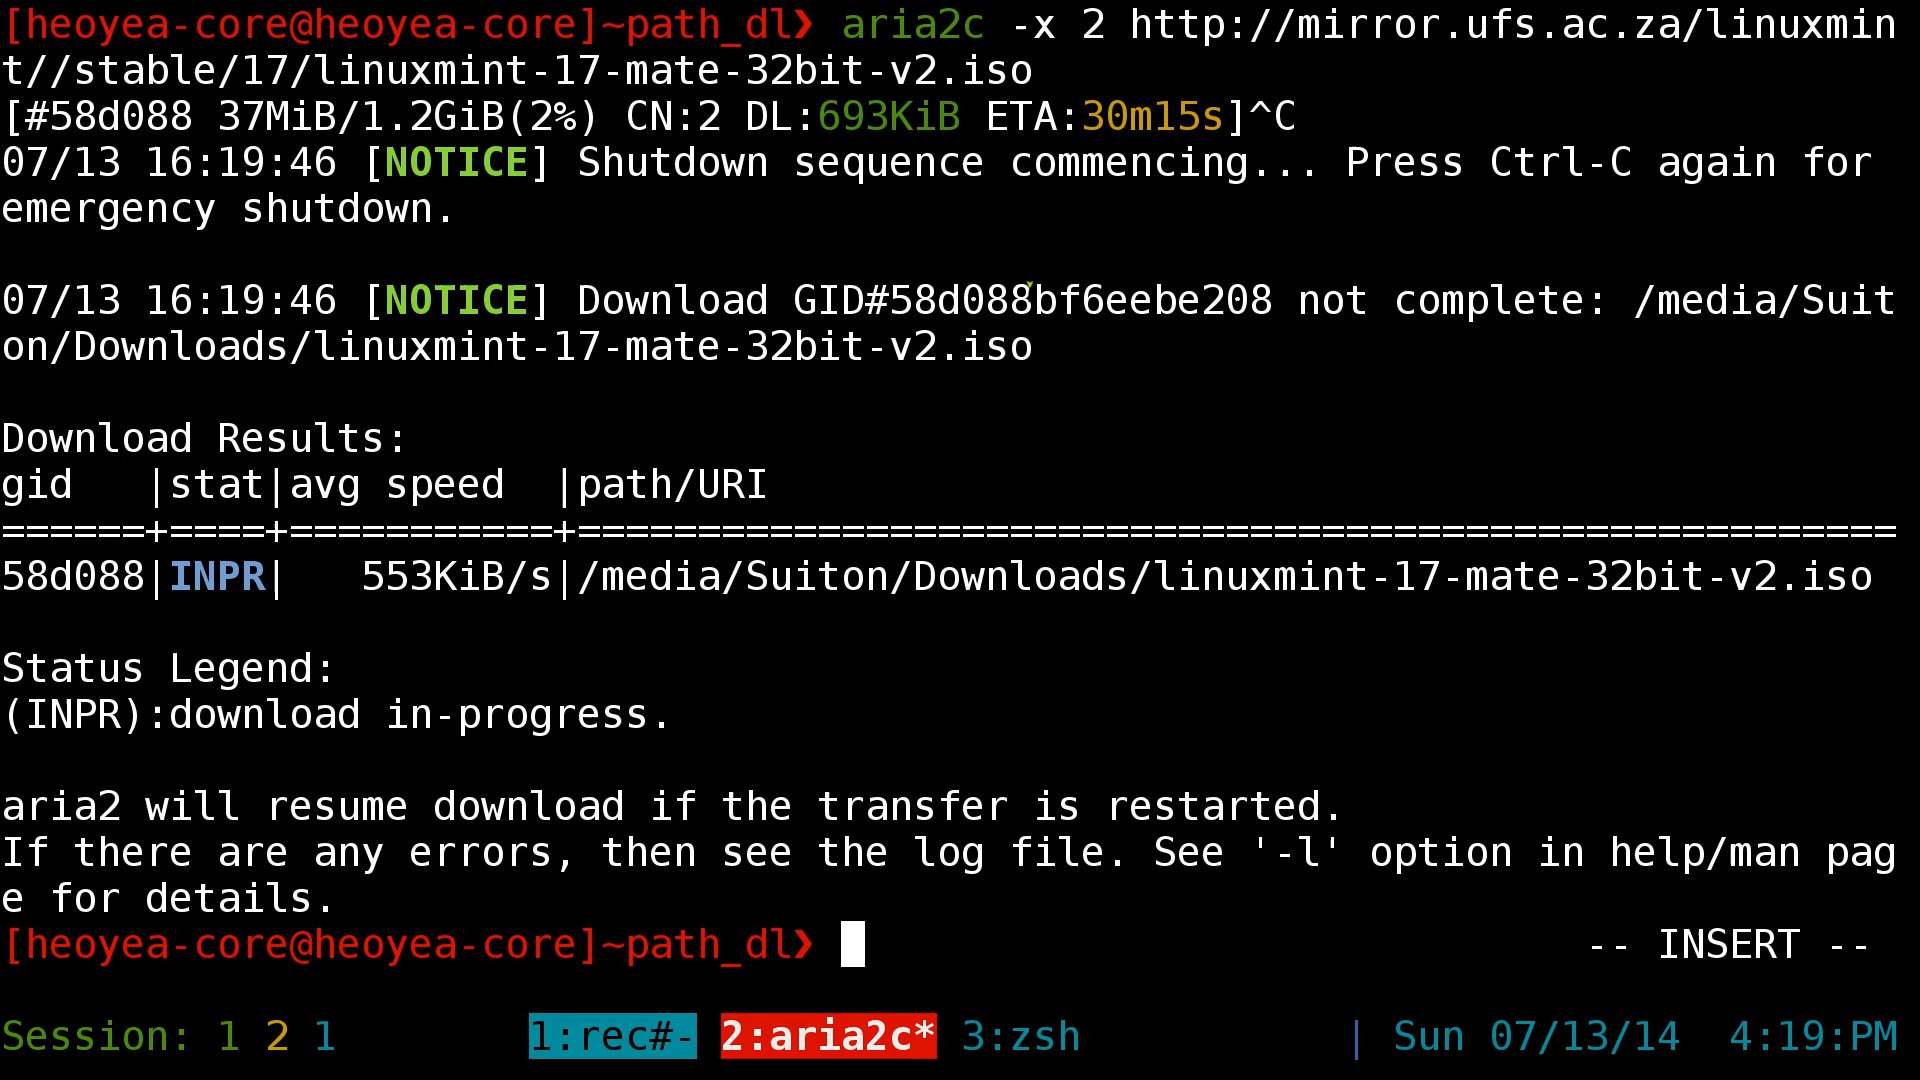 [heoyea-core@heoyea-core]~path_dl❯ aria2c -x 2 http://mirror.ufs.ac.za/linuxmin
t//stable/17/linuxmint-17-mate-32bit-v2.iso
[#58d088 37MiB/1.2GiB(2%) CN:2 DL:693KiB ETA:30m15s]^C
07/13 16:19:46 [NOTICE] Shutdown sequence commencing... Press Ctrl-C again for
emergency shutdown.

07/13 16:19:46 [NOTICE] Download GID#58d088bf6eebe208 not complete: /media/Suit
on/Downloads/linuxmint-17-mate-32bit-v2.iso

Download Results:
gid   |stat|avg speed  |path/URI
======+====+===========+=======================================================
58d088|INPR|   553KiB/s|/media/Suiton/Downloads/linuxmint-17-mate-32bit-v2.iso

Status Legend:
(INPR):download in-progress.

aria2 will resume download if the transfer is restarted.
If there are any errors, then see the log file. See '-l' option in help/man pag
e for details.
[heoyea-core@heoyea-core]~path_dl❯ -- INSERT --
Session: 1 2 1 1:rec#- 2:aria2c* 3:zsh | Sun 07/13/14  4:19:PM